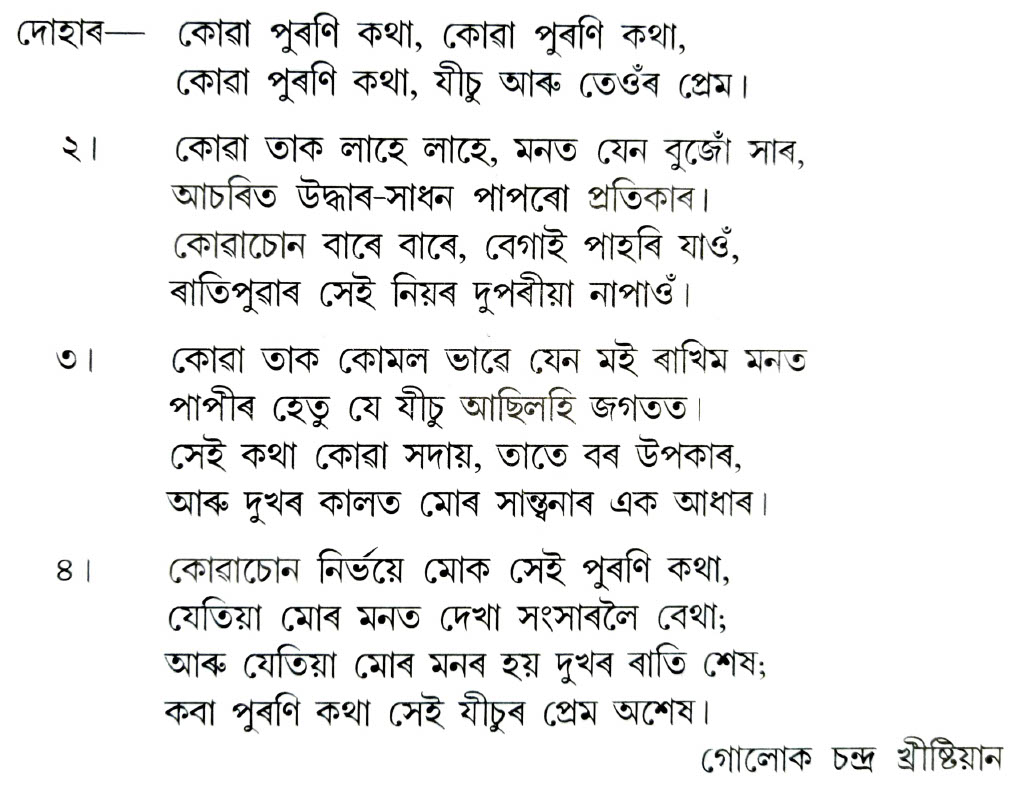 দোহাৰ— কোৱা পুৰণি কথা, কোৱা পুৰণি কথা,
কোৱা পুৰণি কথা, যীচু আৰু তেওঁৰ প্ৰেম।
২। কোৱা তাক লাহে লাহে, মনত যেন বুজোঁ সাৰ,
আচৰিত উদ্ধাৰ-সাধন পাপৰো প্ৰতিকাৰ।
কোৱাচোন বাৰে বাৰে, বেগাই পাহৰি যাওঁ,
ৰাতিপুৱাৰ সেই নিয়ৰ দুপৰীয়া নাপাওঁ।
৩। কোৱা তাক কোমল ভাৱে যেন মই ৰাখিম মনত
পাপীৰ হেতু যে যীচু আছিলহি জগতত।
সেই কথা কোৱা সদায়, তাতে বৰ উপকাৰ,
আৰু দুখৰ কালত মোৰ সান্ত্বনাৰ এক আধাৰ।
৪। কোৱাচোন নিৰ্ভয়ে মোক সেই পুৰণি কথা,
যেতিয়া মোৰ মনত দেখা সংসাৰলৈ বেথা;
আৰু যেতিয়া মোৰ মনৰ হয় দুখৰ ৰাতি শেষ;
কবা পুৰণি কথা সেই যীচুৰ প্ৰেম অশেষ।
গোলোক চন্দ্ৰ খ্ৰীষ্টিয়ান